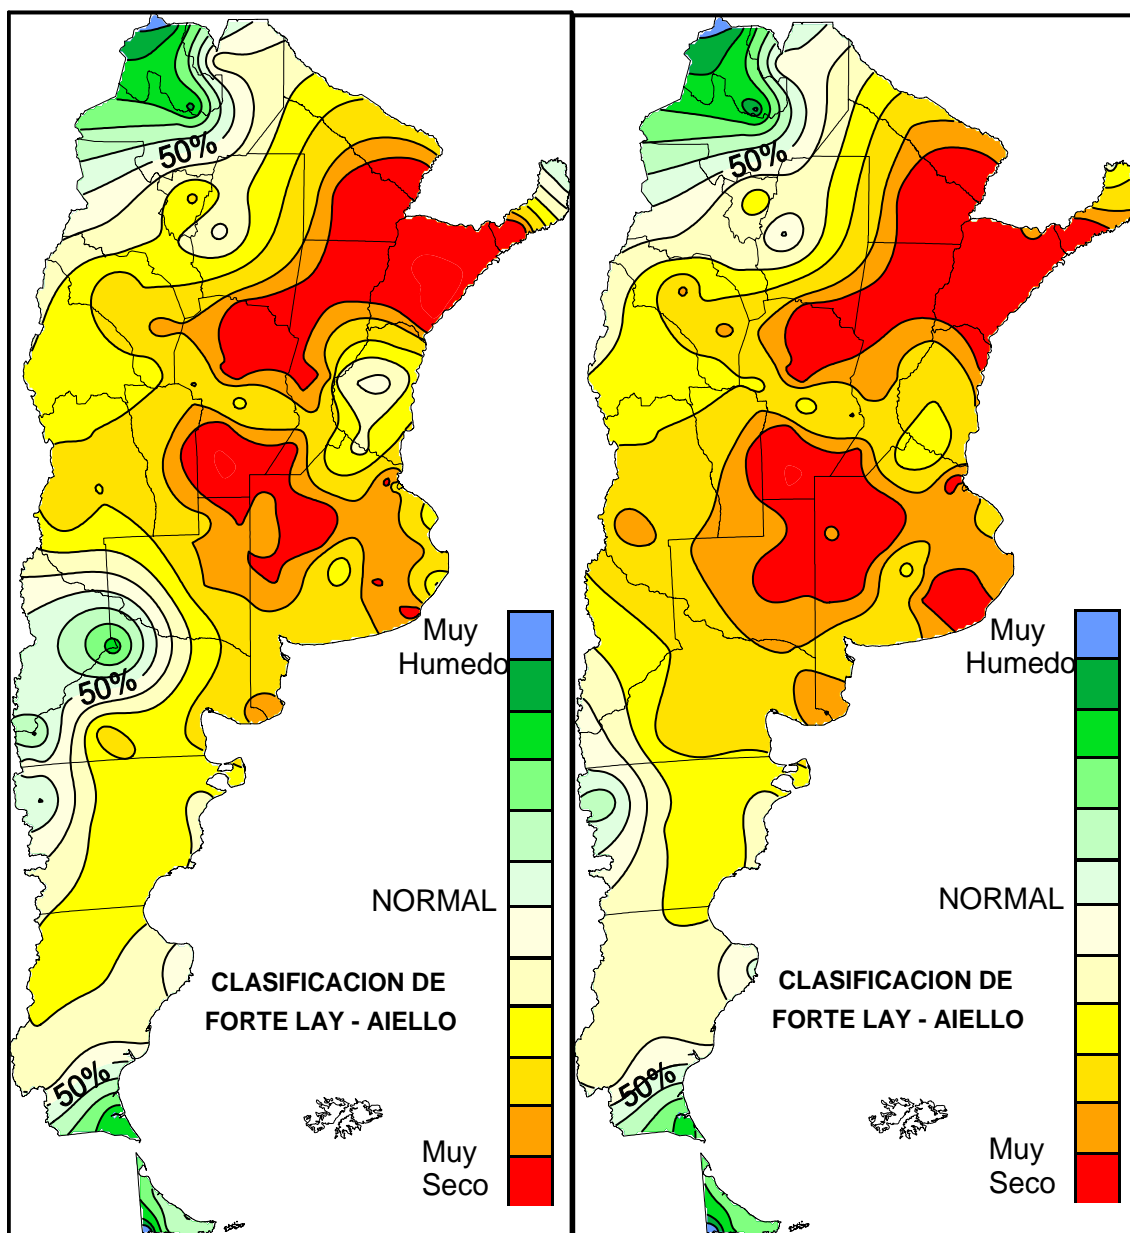 50%
50%
Muy
Humedo
NORMAL
CLASIFICACION DE
FORTE LAY - AIELLO
50%
Muy
Seco
50%
Muy
Humedo
NORMAL
CLASIFICACION DE
FORTE LAY - AIELLO
50%
Muy
Seco